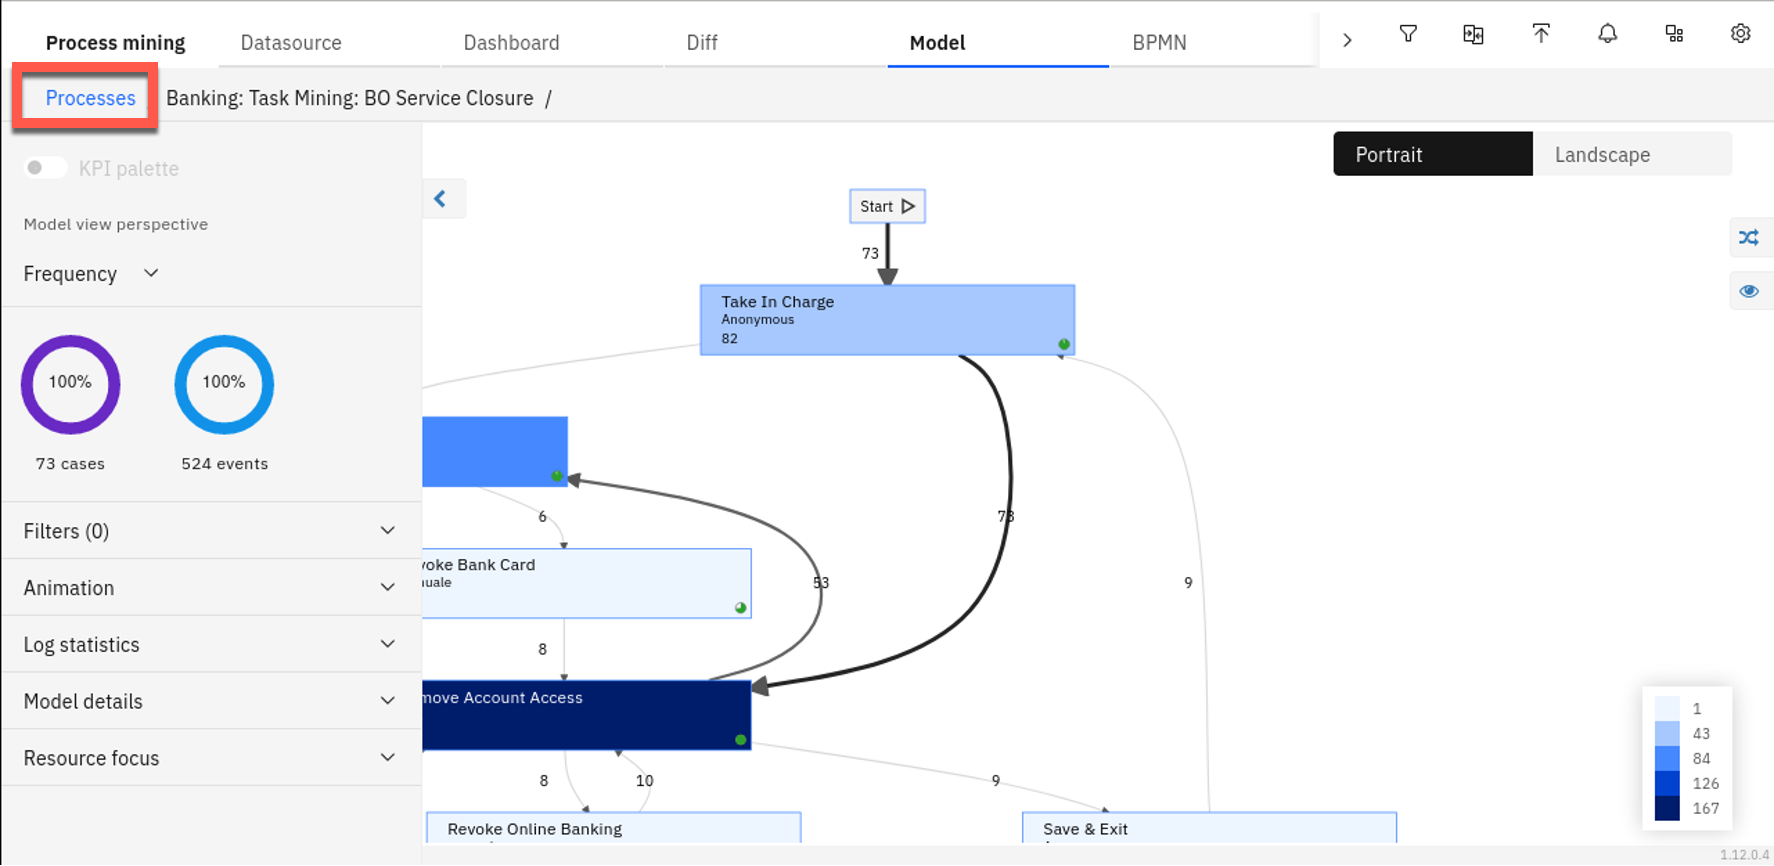 Process mining
Datasource
Dashboard
Diff
Model
BPMN
Processes
Banking: Task Mining: BO Service Closure /
KPI palette
Model view perspective
Frequency
100%
100%
73 cases
524 events
Filters (0)
Animation
Log statistics
Model details
Resource focus
Portrait
Landscape
Start
73
Take In Charge
Anonymous
82
6
73
voke Bank Card
nuale
53
9
8
move Account Access
8
10
9
Revoke Online Banking
Save & Exit
1
43
84
126
167
1.12.0.4